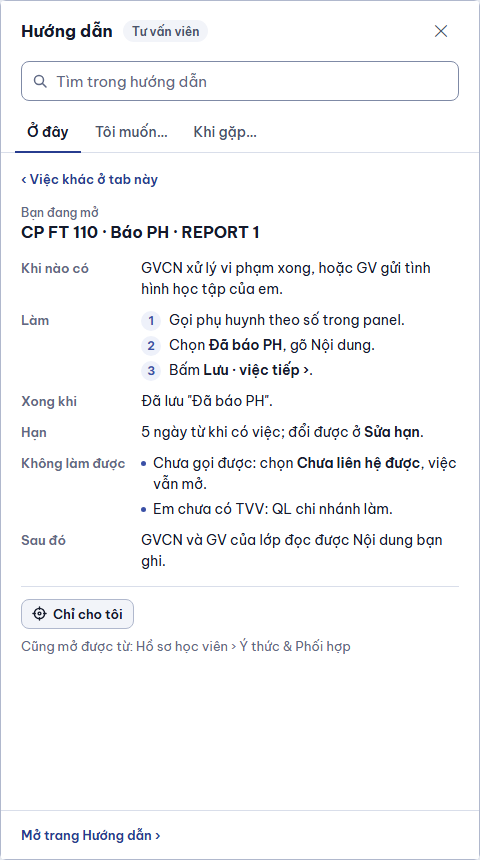 Hướng dẫn Tư vấn viên
Tìm trong hướng dẫn
Ở đây Tôi muốn... Khi gặp...
‹ Việc khác ở tab này
Bạn đang mở
CP FT 110 · Báo PH · REPORT 1
Khi nào có GVCN xử lý vi phạm xong, hoặc GV gửi tình
hình học tập của em.
Làm 1 Gọi phụ huynh theo số trong panel.
2 Chọn Đã báo PH, gõ Nội dung.
3 Bấm Lưu · việc tiếp ›.
Xong khi Đã lưu "Đã báo PH".
Hạn 5 ngày từ khi có việc; đổi được ở Sửa hạn.
Không làm được • Chưa gọi được: chọn Chưa liên hệ được, việc
vẫn mở.
• Em chưa có TVV: QL chi nhánh làm.
Sau đó GVCN và GV của lớp đọc được Nội dung bạn
ghi.
Chỉ cho tôi
Cũng mở được từ: Hồ sơ học viên › Ý thức & Phối hợp
Mở trang Hướng dẫn ›